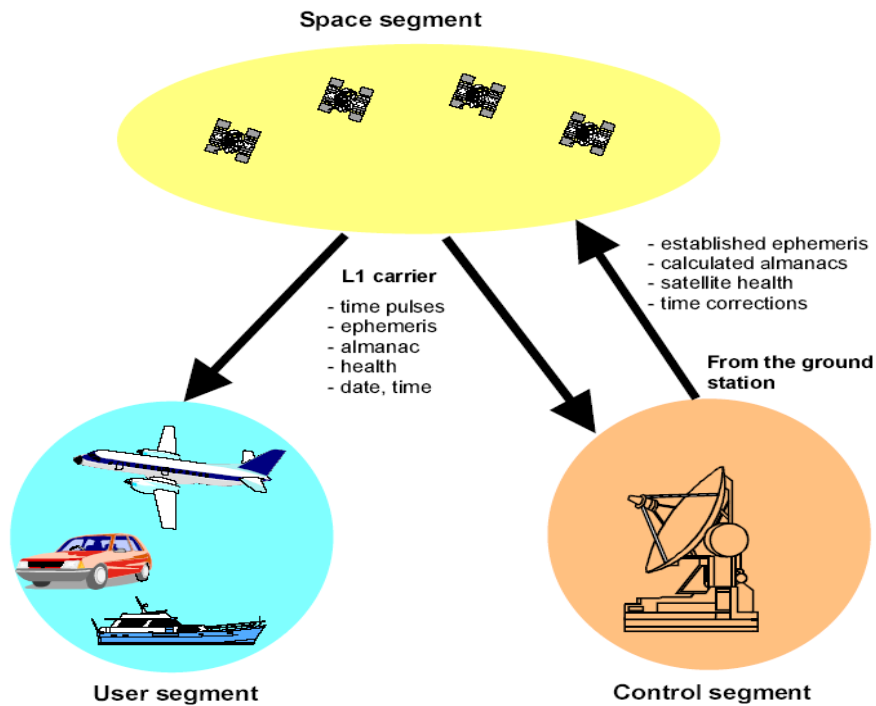 Space segment
L1 carrier
- time pulses
- ephemeris
- almanac
- health
- date, time
- established ephemeris
- calculated almanacs
- satellite health
- time corrections
From the ground
station
User segment
Control segment